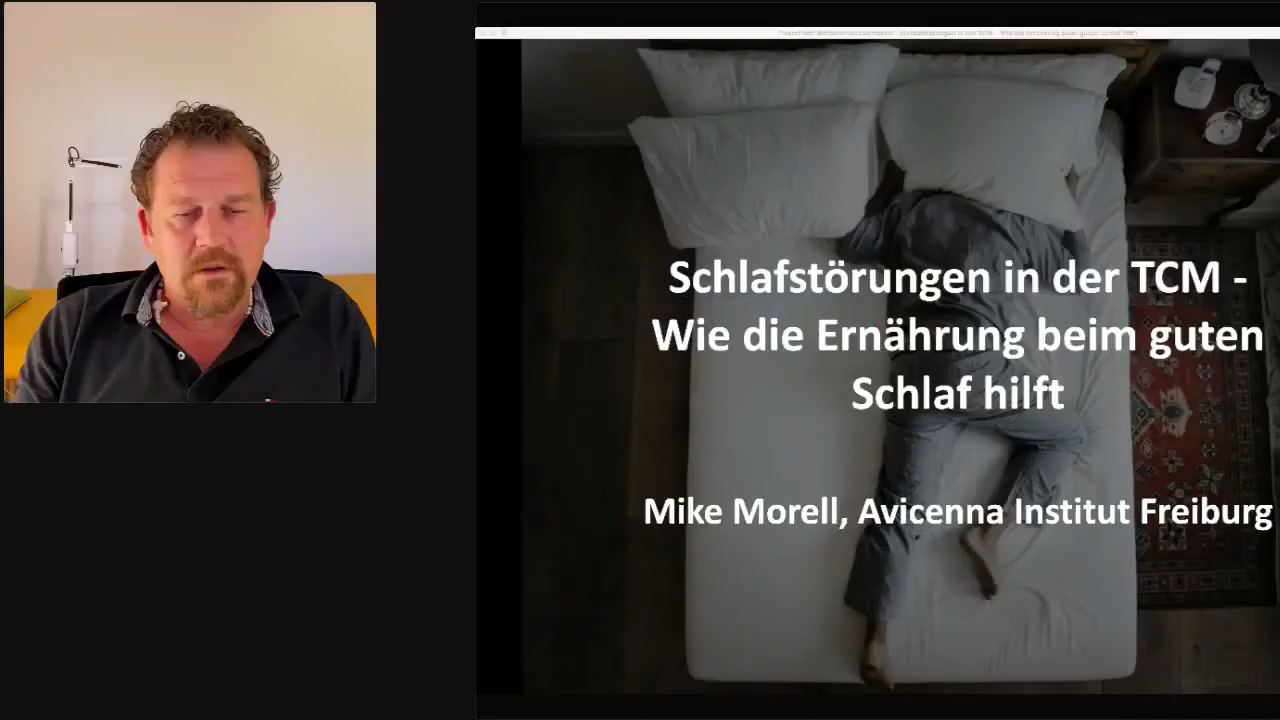 Schlafstörungen in der TCM -
Wie die Ernährung beim guten
Schlaf hilft
Mike Morell, Avicenna Institut Freiburg